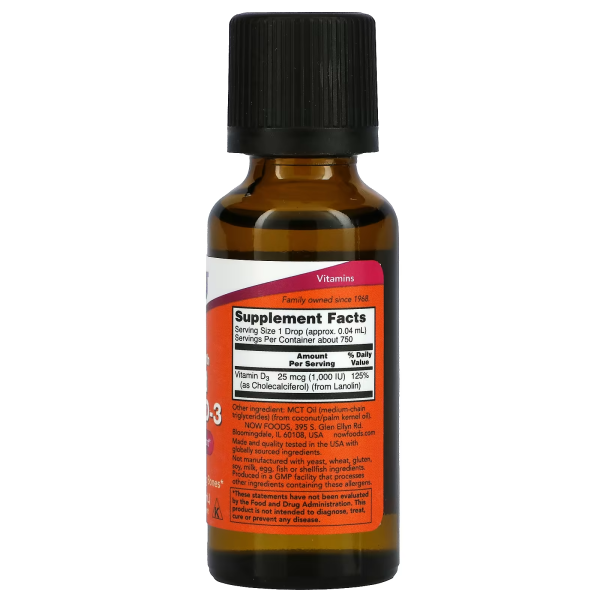 Vitamins
Family owned since 1968.
Supplement Facts
Serving Size 1 Drop (approx. 0.04 mL)
Servings Per Container about 750
Amount Per Serving % Daily Value
Vitamin D3 25 mcg (1,000 IU) 125%
(as Cholecalciferol) (from Lanolin)
D-3
Other ingredient: MCT Oil (medium-chain
triglycerides) (from coconut/palm kernel oil).
NOW FOODS, 395 S. Glen Ellyn Rd.
Bloomingdale, IL 60108, USA nowfoods.com
Made and quality tested in the USA with
globally sourced ingredients.
Not manufactured with yeast, wheat, gluten,
soy, milk, egg, fish or shellfish ingredients.
Produced in a GMP facility that processes
other ingredients containing these allergens.
*These statements have not been evaluated
by the Food and Drug Administration. This
product is not intended to diagnose, treat,
cure or prevent any disease.
K